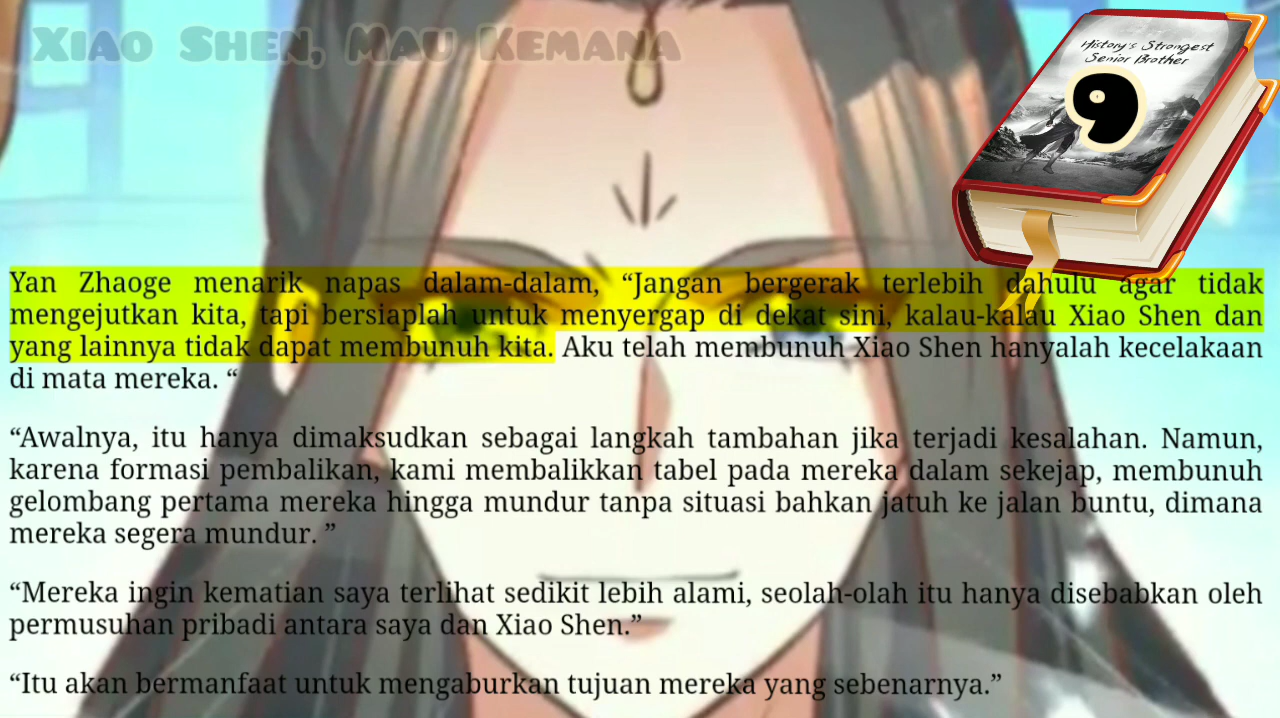 Xiao Shen, Mau Kemana
History's Strongest
Senior Brother
9
Yan Zhaoge menarik napas dalam-dalam, “Jangan bergerak terlebih dahulu agar tidak
mengejutkan kita, tapi bersiaplah untuk menyergap di dekat sini, kalau-kalau Xiao Shen dan
yang lainnya tidak dapat membunuh kita. Aku telah membunuh Xiao Shen hanyalah kecelakaan
di mata mereka. “
“Awalnya, itu hanya dimaksudkan sebagai langkah tambahan jika terjadi kesalahan. Namun,
karena formasi pembalikan, kami membalikkan tabel pada mereka dalam sekejap, membunuh
gelombang pertama mereka hingga mundur tanpa situasi bahkan jatuh ke jalan buntu, dimana
mereka segera mundur. ”
“Mereka ingin kematian saya terlihat sedikit lebih alami, seolah-olah itu hanya disebabkan oleh
permusuhan pribadi antara saya dan Xiao Shen.”
“Itu akan bermanfaat untuk mengaburkan tujuan mereka yang sebenarnya.”